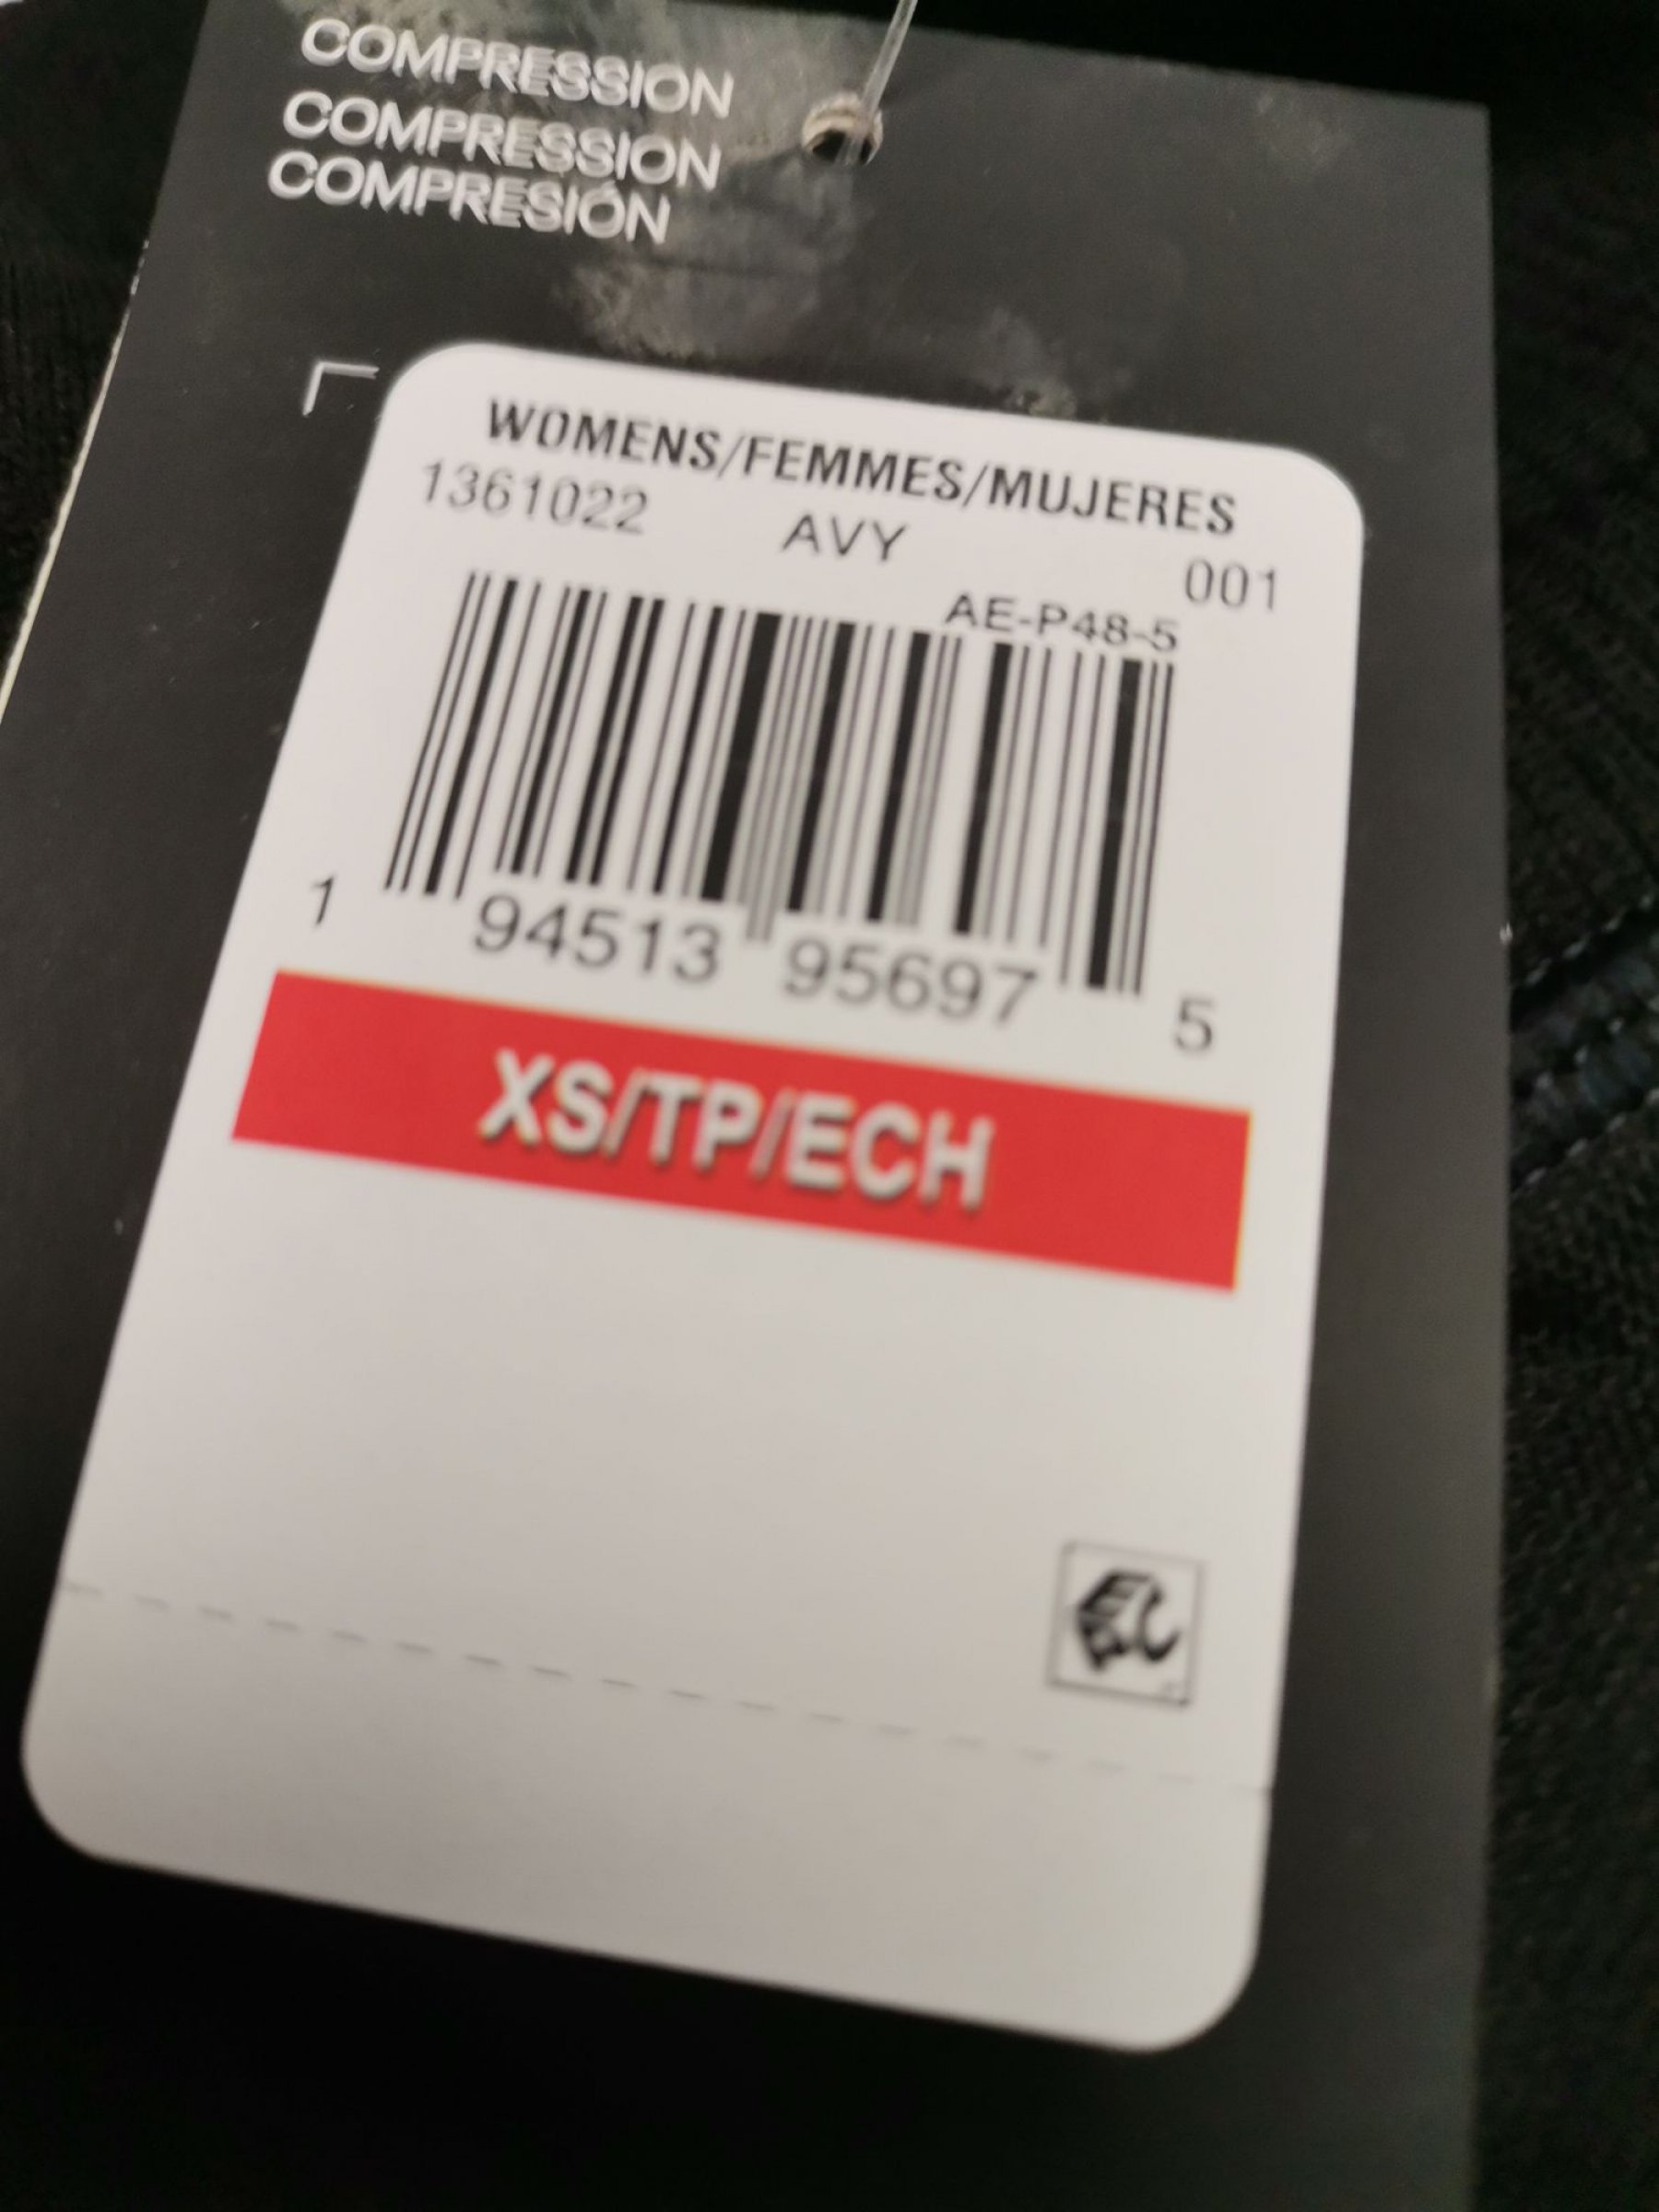 COMPRESSION
COMPRESSION
COMPRESIÓN
WOMENS/FEMMES/MUJERES
1361022 AVY 001
AE-P48-5
1 94513 95697 5
XS/TP/ECH